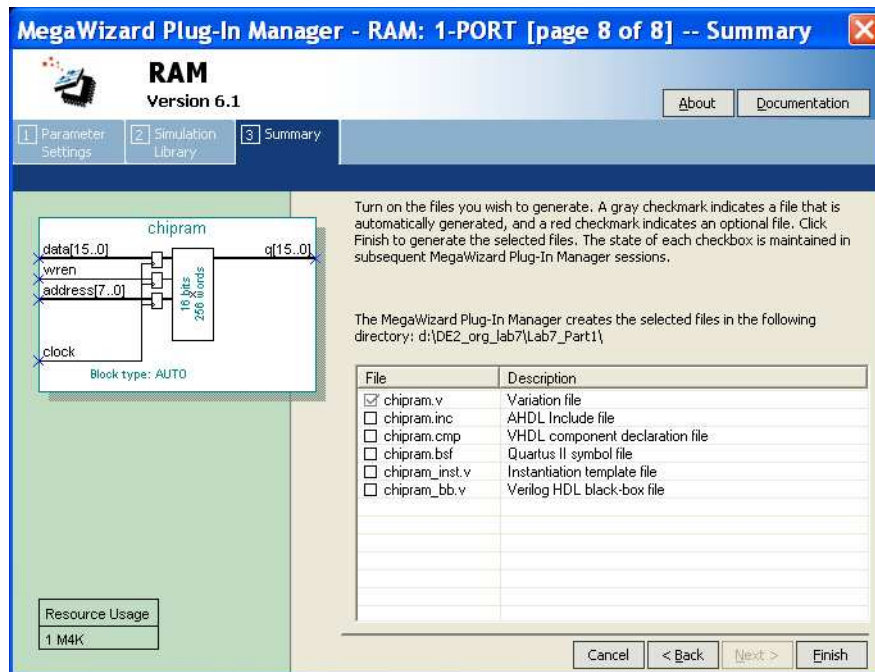 MegaWizard Plug-In Manager - RAM: 1-PORT [page 8 of 8] -- Summary
RAM
Version 6.1
About
Documentation
1 Parameter Settings
2 Simulation Library
3 Summary
Turn on the files you wish to generate. A gray checkmark indicates a file that is
automatically generated, and a red checkmark indicates an optional file. Click
Finish to generate the selected files. The state of each checkbox is maintained in
subsequent MegaWizard Plug-In Manager sessions.
The MegaWizard Plug-In Manager creates the selected files in the following
directory: d:\DE2_org_lab7\Lab7_Part1\
chipram
data[15..0]
q[15..0]
wren
address[7..0]
16 bits
256 words
clock
Block type: AUTO
File Description
chipram.v Variation file
chipram.inc AHDL Include file
chipram.cmp VHDL component declaration file
chipram.bsf Quartus II symbol file
chipram_inst.v Instantiation template file
chipram_bb.v Verilog HDL black-box file
Resource Usage
1 M4K
Cancel
< Back
Next >
Finish